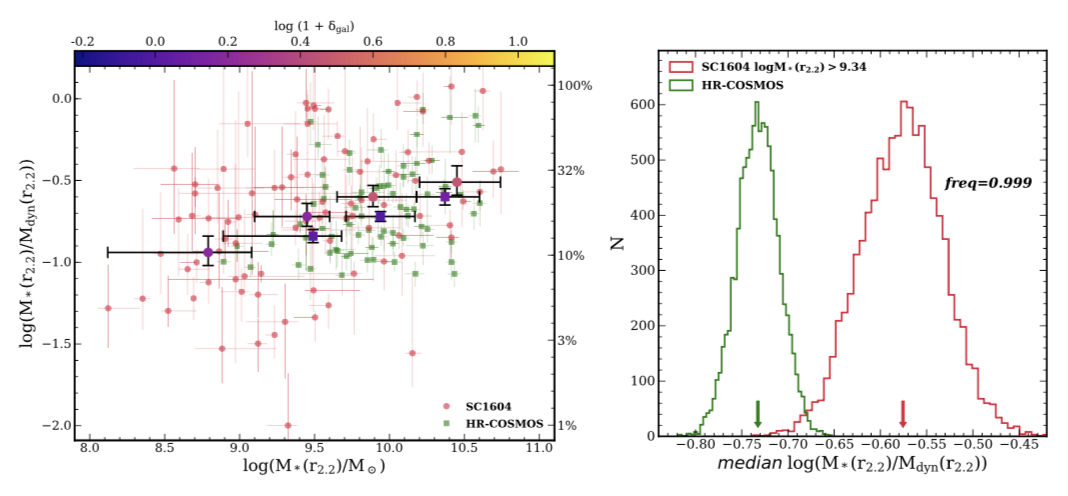 log (1 + δgal)
-0.2 0.0 0.2 0.4 0.6 0.8 1.0
log(M*(r2.2)/Mdyn(r2.2))
0.0
−0.5
−1.0
−1.5
−2.0
100%
32%
10%
3%
1%
SC1604
HR-COSMOS
8.0 8.5 9.0 9.5 10.0 10.5 11.0
log(M*(r2.2)/M⊙)
SC1604 logM*(r2.2) > 9.34
HR-COSMOS
freq=0.999
N
600
500
400
300
200
100
0
−0.80 −0.75 −0.70 −0.65 −0.60 −0.55 −0.50 −0.45
median log(M*(r2.2)/Mdyn(r2.2))